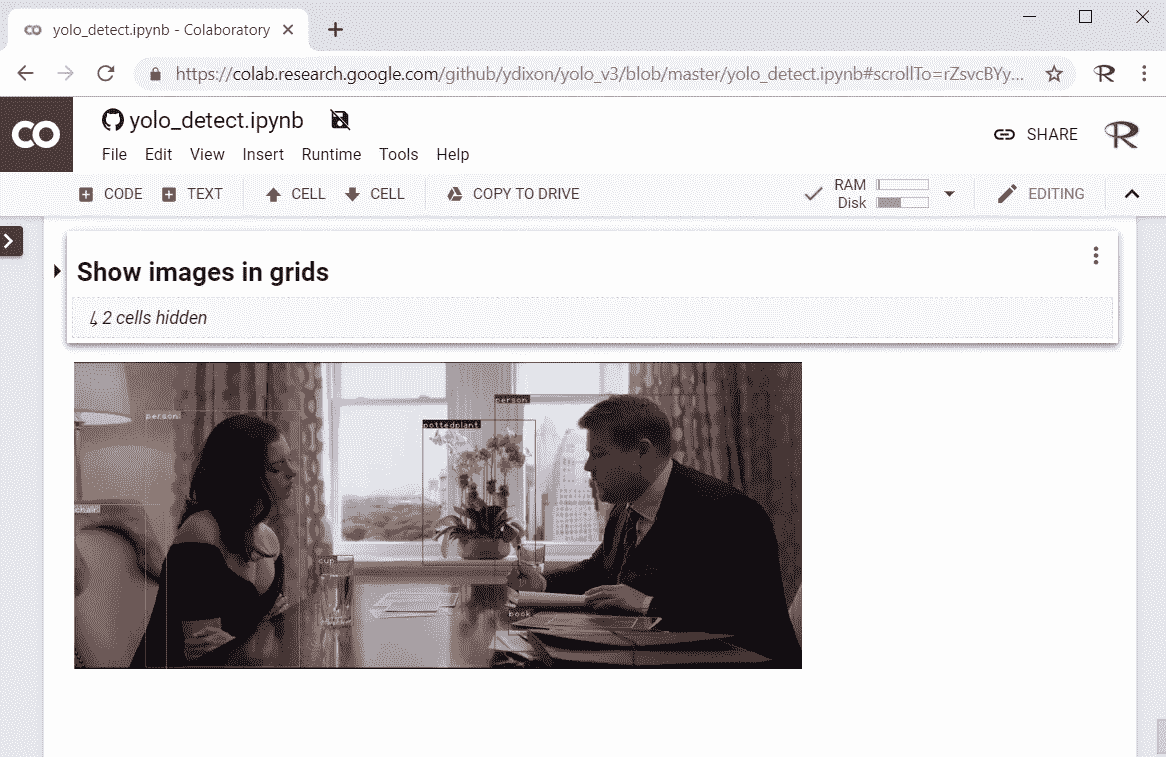 yolo_detect.ipynb - Colaboratory
https://colab.research.google.com/github/ydixon/yolo_v3/blob/master/yolo_detect.ipynb#scrollTo=rZsvcBYy...
CO
yolo_detect.ipynb
SHARE
File Edit View Insert Runtime Tools Help
CODE TEXT CELL CELL COPY TO DRIVE
RAM
Disk
EDITING
Show images in grids
2 cells hidden
person
person
pottedplant
chair
cup
book